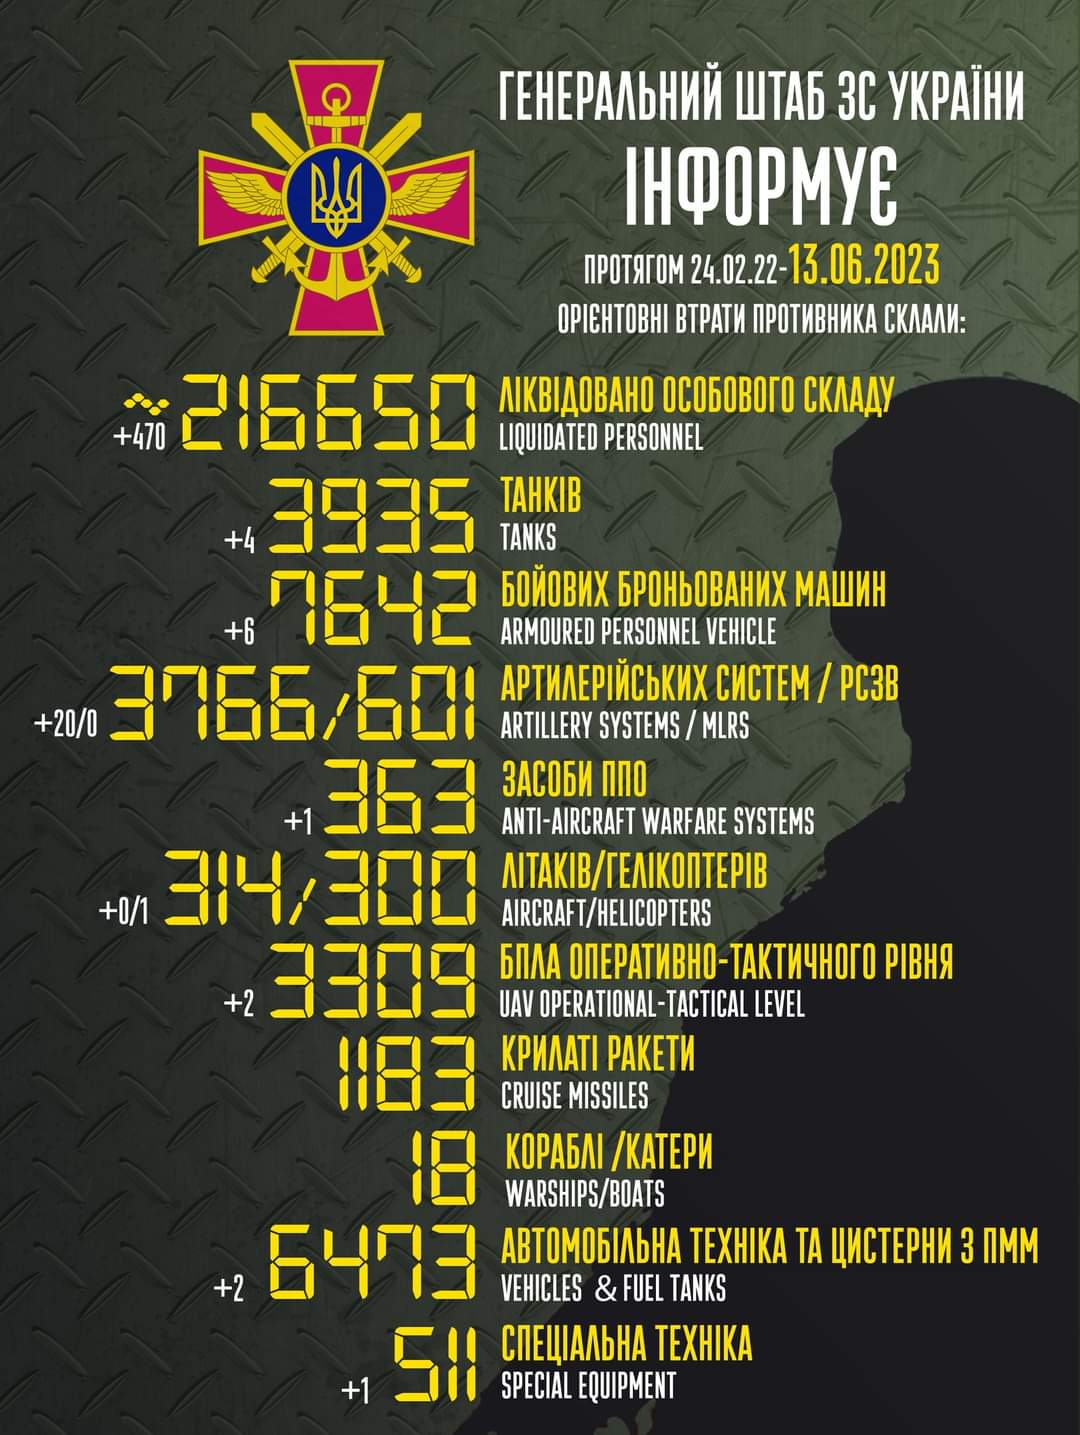 ГЕНЕРАЛЬНИЙ ШТАБ ЗС УКРАЇНИ
ІНФОРМУЄ
ПРОТЯГОМ 24.02.22-13.06.2023
ОРІЄНТОВНІ ВТРАТИ ПРОТИВНИКА СКЛАЛИ:
+470 ~216650 ЛІКВІДОВАНО ОСОБОВОГО СКЛАДУ
LIQUIDATED PERSONNEL
+4 3935 ТАНКІВ
TANKS
+6 7642 БОЙОВИХ БРОНЬОВАНИХ МАШИН
ARMOURED PERSONNEL VEHICLE
+20/0 3766/601 АРТИЛЕРІЙСЬКИХ СИСТЕМ / РСЗВ
ARTILLERY SYSTEMS / MLRS
+1 363 ЗАСОБИ ППО
ANTI-AIRCRAFT WARFARE SYSTEMS
+0/1 314/300 ЛІТАКІВ/ГЕЛІКОПТЕРІВ
AIRCRAFT/HELICOPTERS
+2 3309 БПЛА ОПЕРАТИВНО-ТАКТИЧНОГО РІВНЯ
UAV OPERATIONAL-TACTICAL LEVEL
1183 КРИЛАТІ РАКЕТИ
CRUISE MISSILES
18 КОРАБЛІ /КАТЕРИ
WARSHIPS/BOATS
+2 6473 АВТОМОБІЛЬНА ТЕХНІКА ТА ЦИСТЕРНИ З ПММ
VEHICLES & FUEL TANKS
+1 511 СПЕЦІАЛЬНА ТЕХНІКА
SPECIAL EQUIPMENT